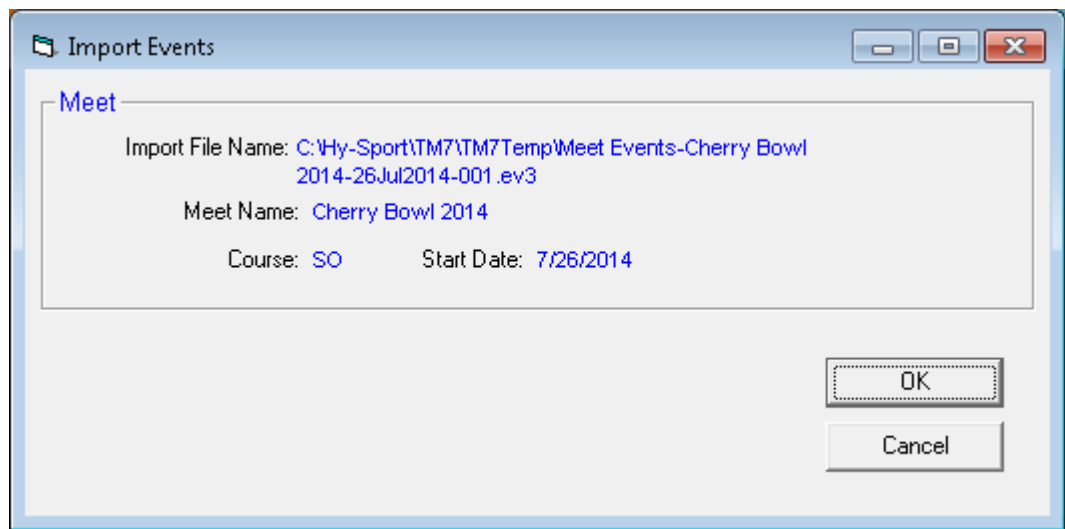 Import Events
Meet
Import File Name: C:\Hy-Sport\TM7\TM7Temp\Meet Events-Cherry Bowl
2014-26Jul2014-001.ev3
Meet Name: Cherry Bowl 2014
Course: SO Start Date: 7/26/2014
OK
Cancel